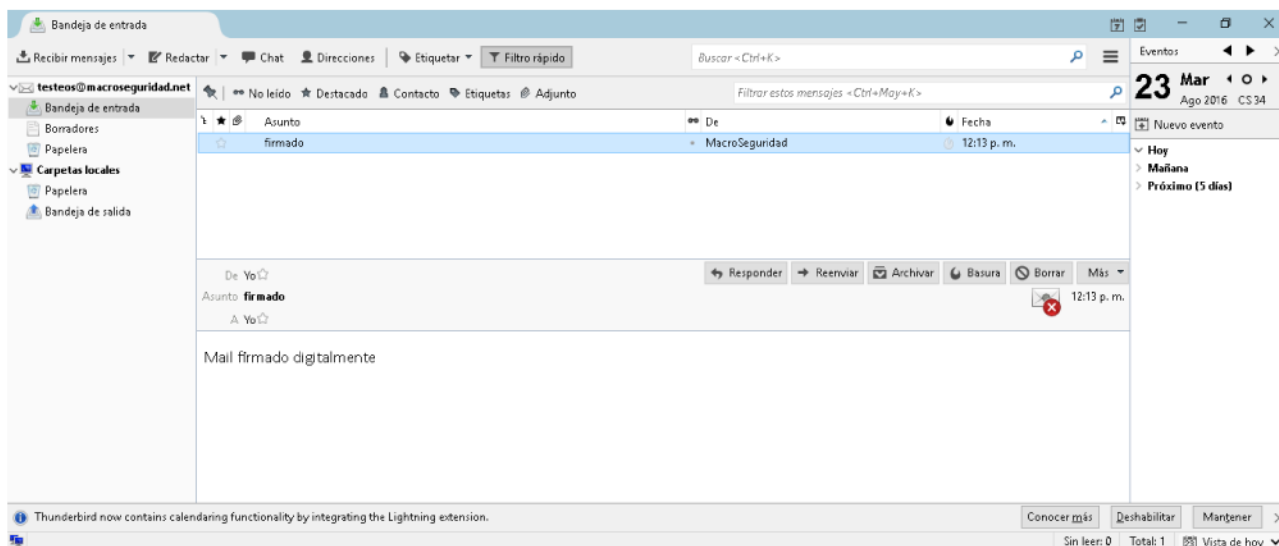 Bandeja de entrada
7
Recibir mensajes Redactar Chat Direcciones Etiquetar Filtro rápido Buscar <Ctrl+K> Eventos
testeos@macroseguridad.net No leído Destacado Contacto Etiquetas Adjunto Filtrar estos mensajes <Ctrl+May+K> 23 Mar
Ago 2016 CS 34
Bandeja de entrada
Asunto De Fecha Nuevo evento
Borradores
firmado MacroSeguridad 12:13 p. m. Hoy
Papelera
Carpetas locales Mañana
Papelera Próximo (5 días)
Bandeja de salida
De Yo Responder Reenviar Archivar Basura Borrar Más
Asunto firmado 12:13 p. m.
A Yo
Mail firmado digitalmente
Thunderbird now contains calendaring functionality by integrating the Lightning extension. Conocer más Deshabilitar Mantener
Sin leer: 0 Total: 1 Vista de hoy